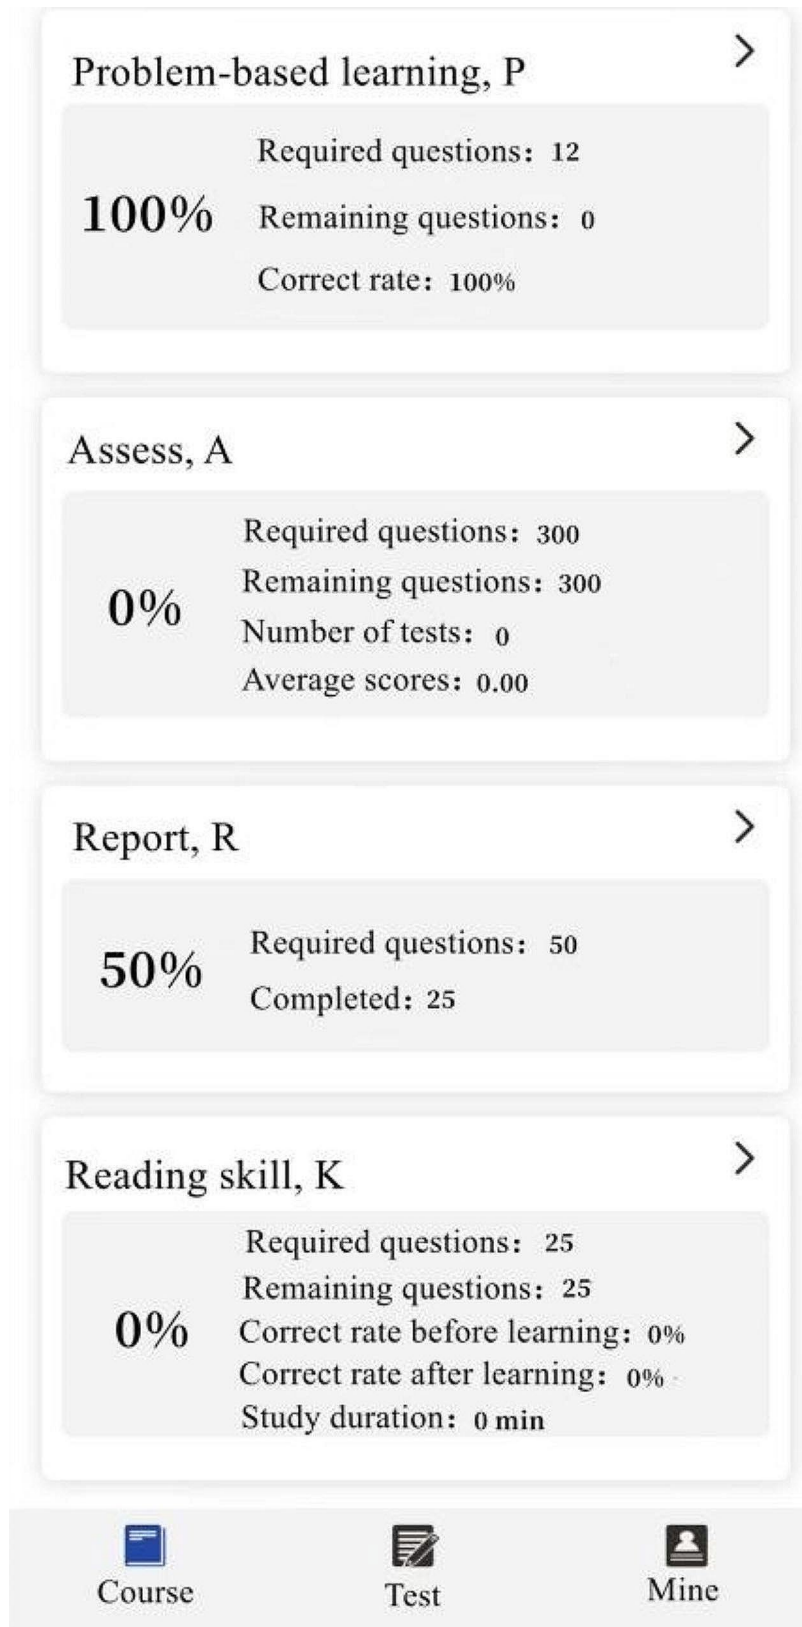 Problem-based learning, P
100%
Required questions: 12
Remaining questions: 0
Correct rate: 100%
Assess, A
0%
Required questions: 300
Remaining questions: 300
Number of tests: 0
Average scores: 0.00
Report, R
50%
Required questions: 50
Completed: 25
Reading skill, K
0%
Required questions: 25
Remaining questions: 25
Correct rate before learning: 0%
Correct rate after learning: 0%
Study duration: 0 min
Course
Test
Mine